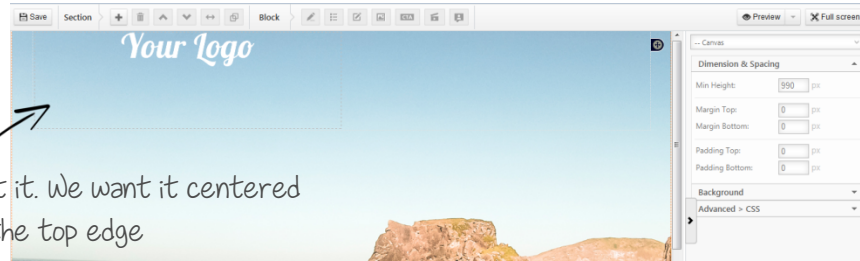 Save Section Block Preview Full screen
Your Logo
-- Canvas
Dimension & Spacing
Min Height: 990 px
Margin Top: 0 px
Margin Bottom: 0 px
Padding Top: 0 px
Padding Bottom: 0 px
Background
Advanced > CSS
it. We want it centered
the top edge